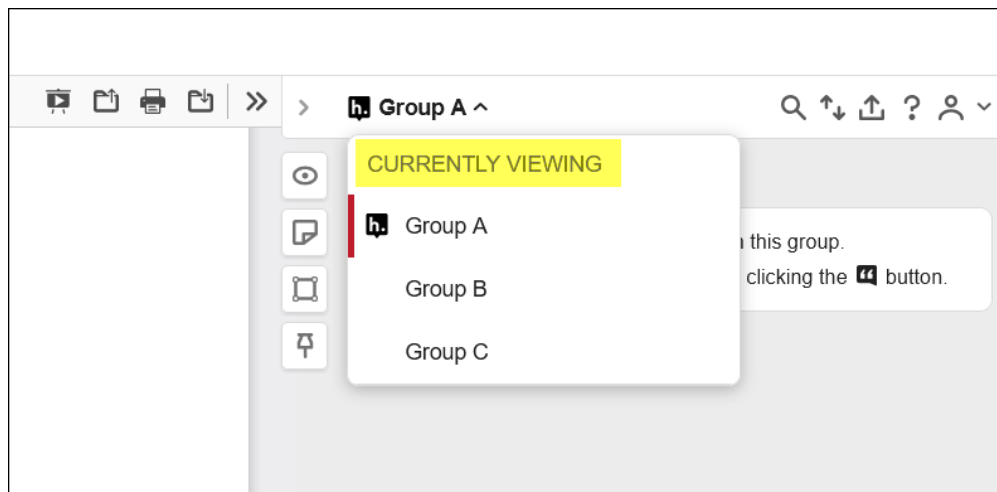 h. Group A
CURRENTLY VIEWING
h. Group A
Group B
Group C
this group.
clicking the button.